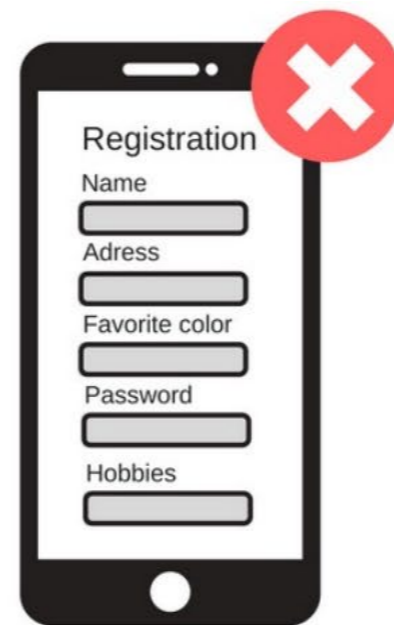 Registration
Name
Adress
Favorite color
Password
Hobbies